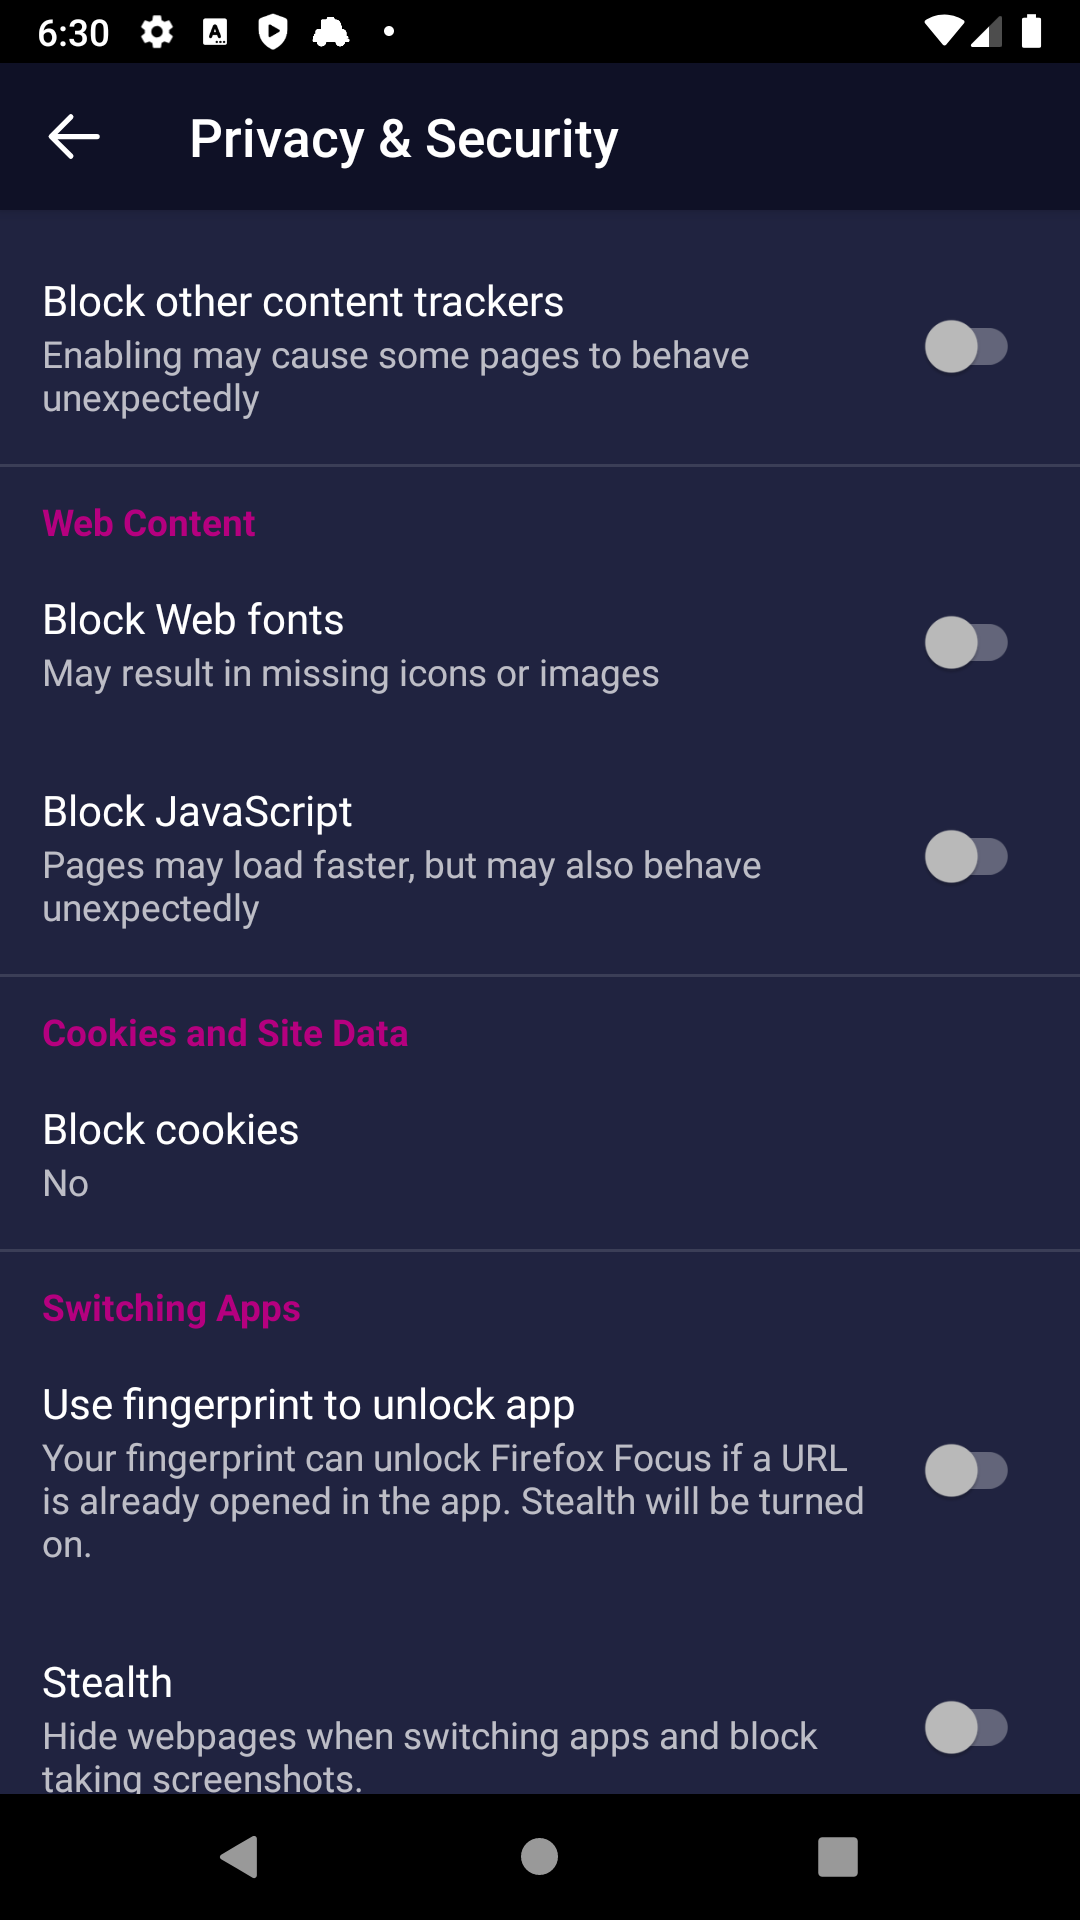 6:30
Privacy & Security
Block other content trackers
Enabling may cause some pages to behave
unexpectedly
Web Content
Block Web fonts
May result in missing icons or images
Block JavaScript
Pages may load faster, but may also behave
unexpectedly
Cookies and Site Data
Block cookies
No
Switching Apps
Use fingerprint to unlock app
Your fingerprint can unlock Firefox Focus if a URL
is already opened in the app. Stealth will be turned
on.
Stealth
Hide webpages when switching apps and block
taking screenshots.